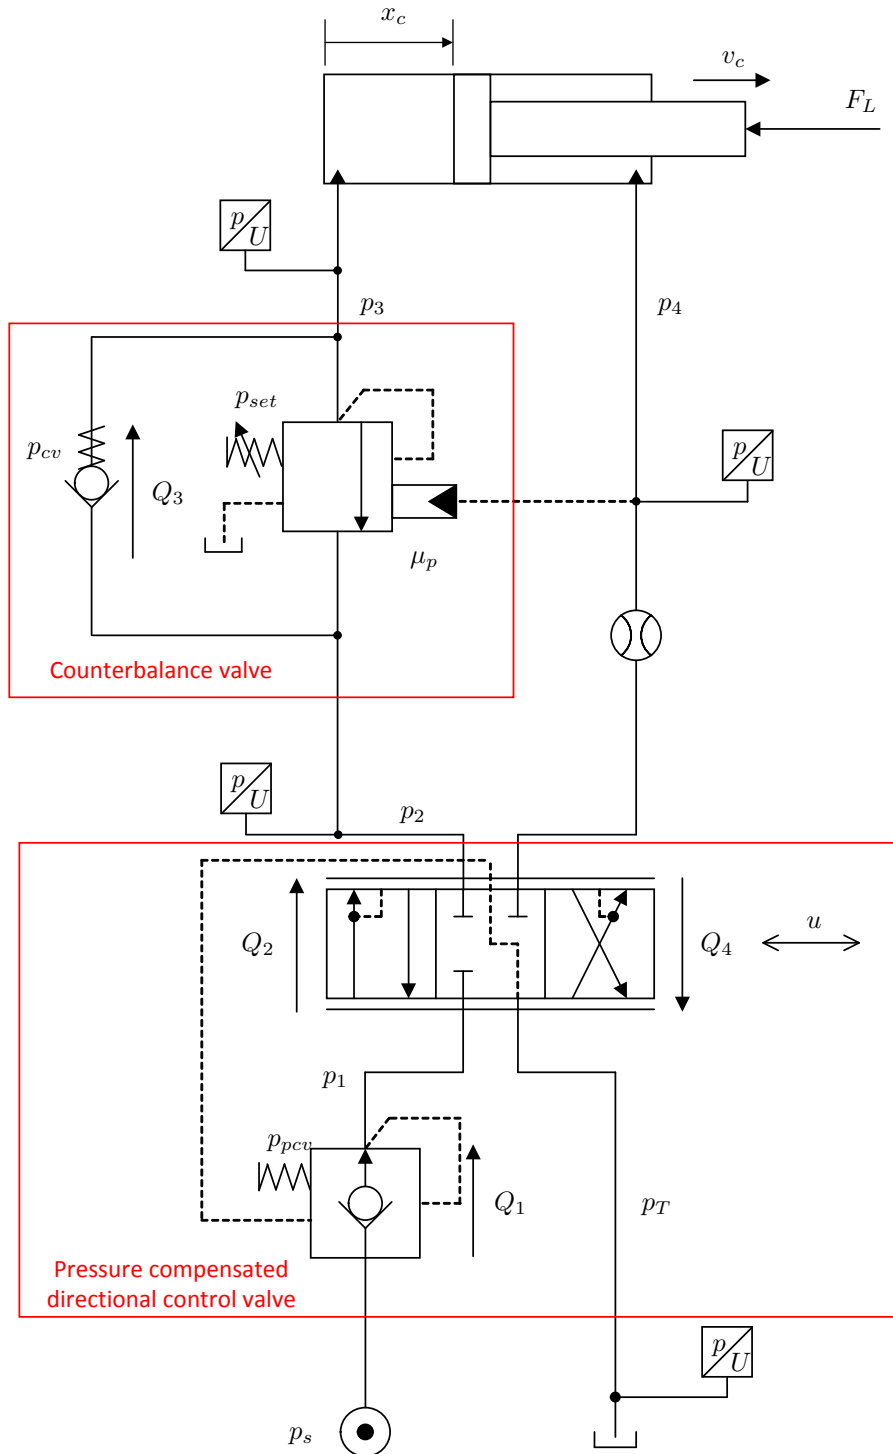 x_c
v_c
F_L
p/U
p_3
p_4
p_set
p_cv
p/U
Q_3
μ_p
Counterbalance valve
p/U
p_2
Q_2
Q_4
u
p_1
p_pcv
Q_1
p_T
Pressure compensated
directional control valve
p/U
p_s